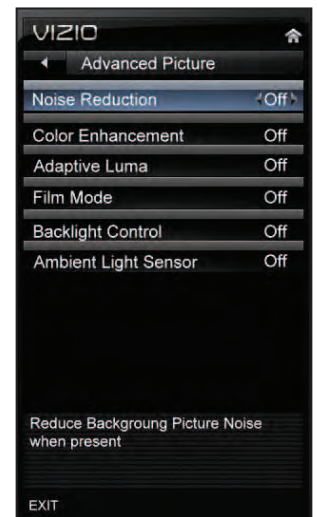 VIZIO
Advanced Picture
Noise Reduction Off
Color Enhancement Off
Adaptive Luma Off
Film Mode Off
Backlight Control Off
Ambient Light Sensor Off
Reduce Backgroung Picture Noise
when present
EXIT